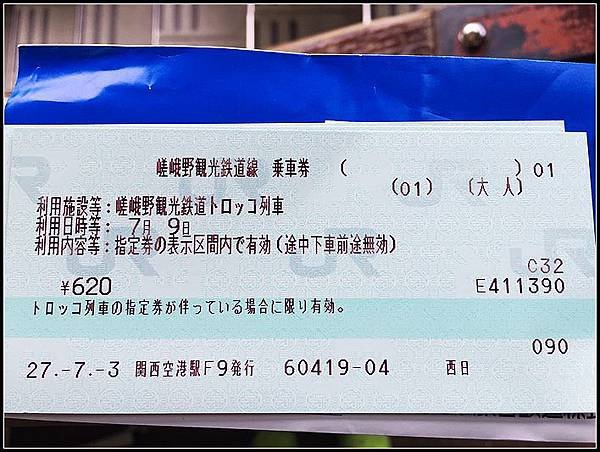 嵯峨野観光鉄道線 乗車券 ( ) 01
(01) (大 人)
利用施設等：嵯峨野観光鉄道トロッコ列車
利用日時等： 7月 9日
利用内容等：指定券の表示区間内で有効（途中下車前途無効）
C32
¥620 E411390
トロッコ列車の指定券が伴っている場合に限り有効。
090
27.-7.-3 関西空港駅F9発行 60419-04 西日